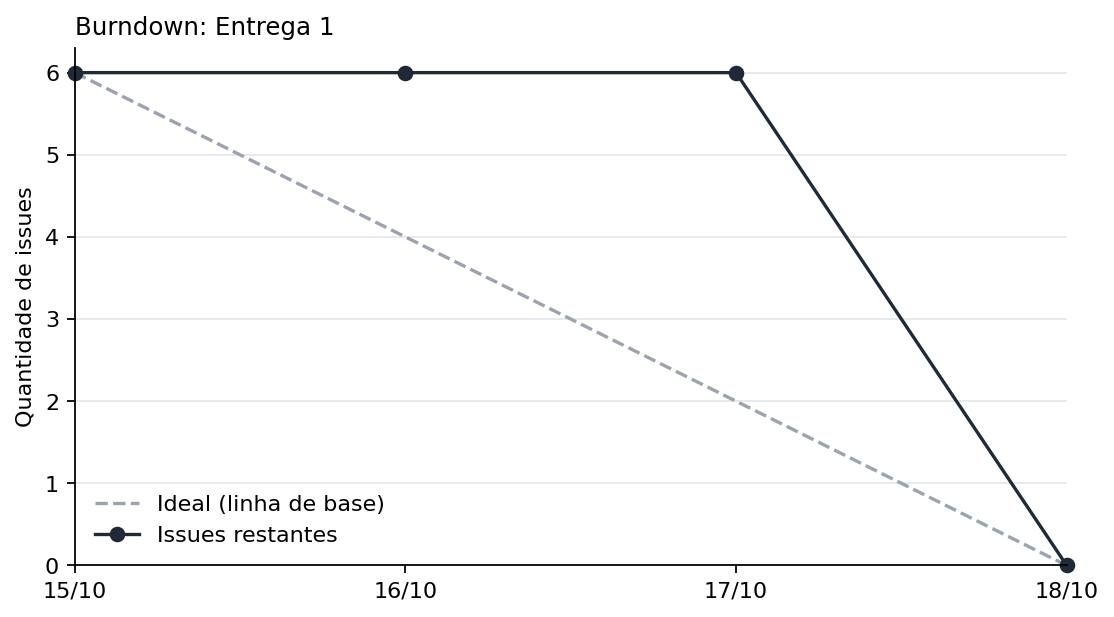 Burndown: Entrega 1
Quantidade de issues
6
5
4
3
2
1
0
Ideal (linha de base)
Issues restantes
15/10
16/10
17/10
18/10